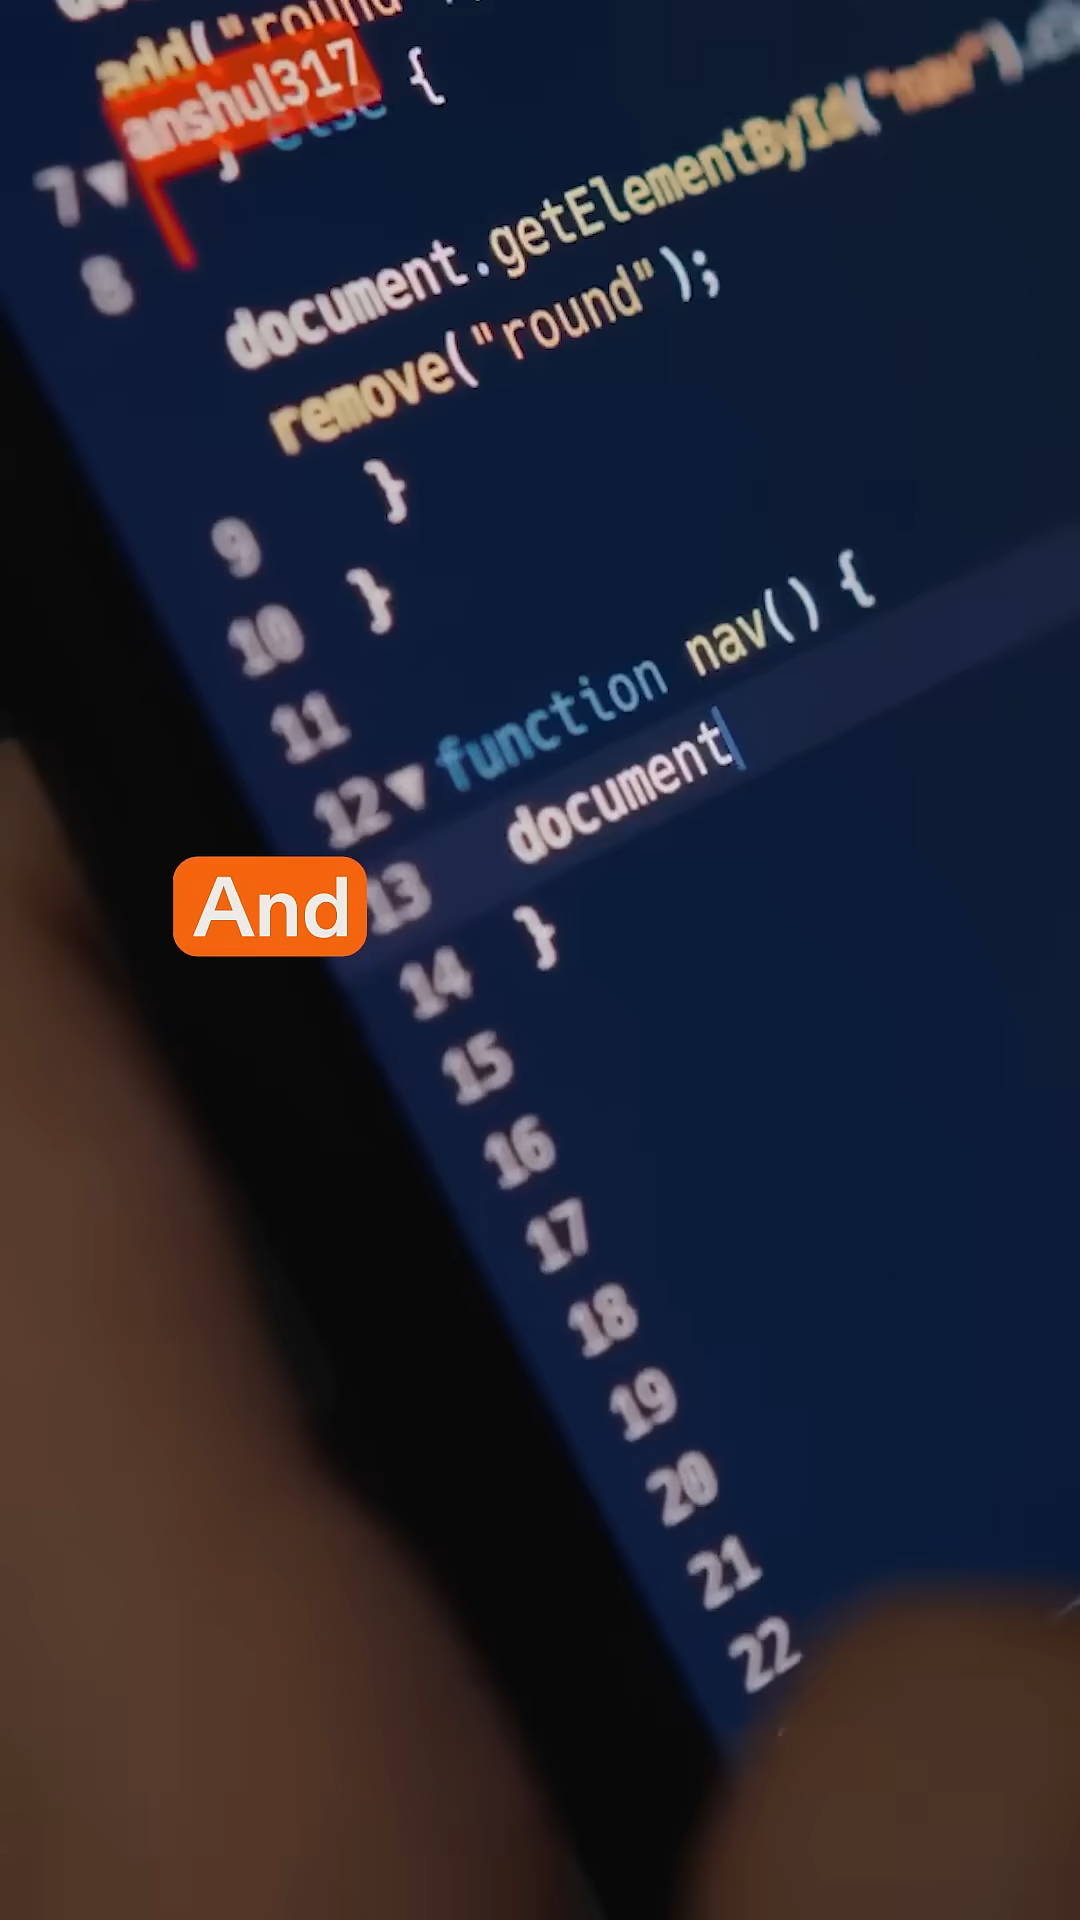 add("round"
anshul317
7 } else {
8
document.getElementById("nav").
remove("round");
9 }
10 }
11
12 function nav() {
13 document
14 }
15
16
17
18
19
20
21
22
And